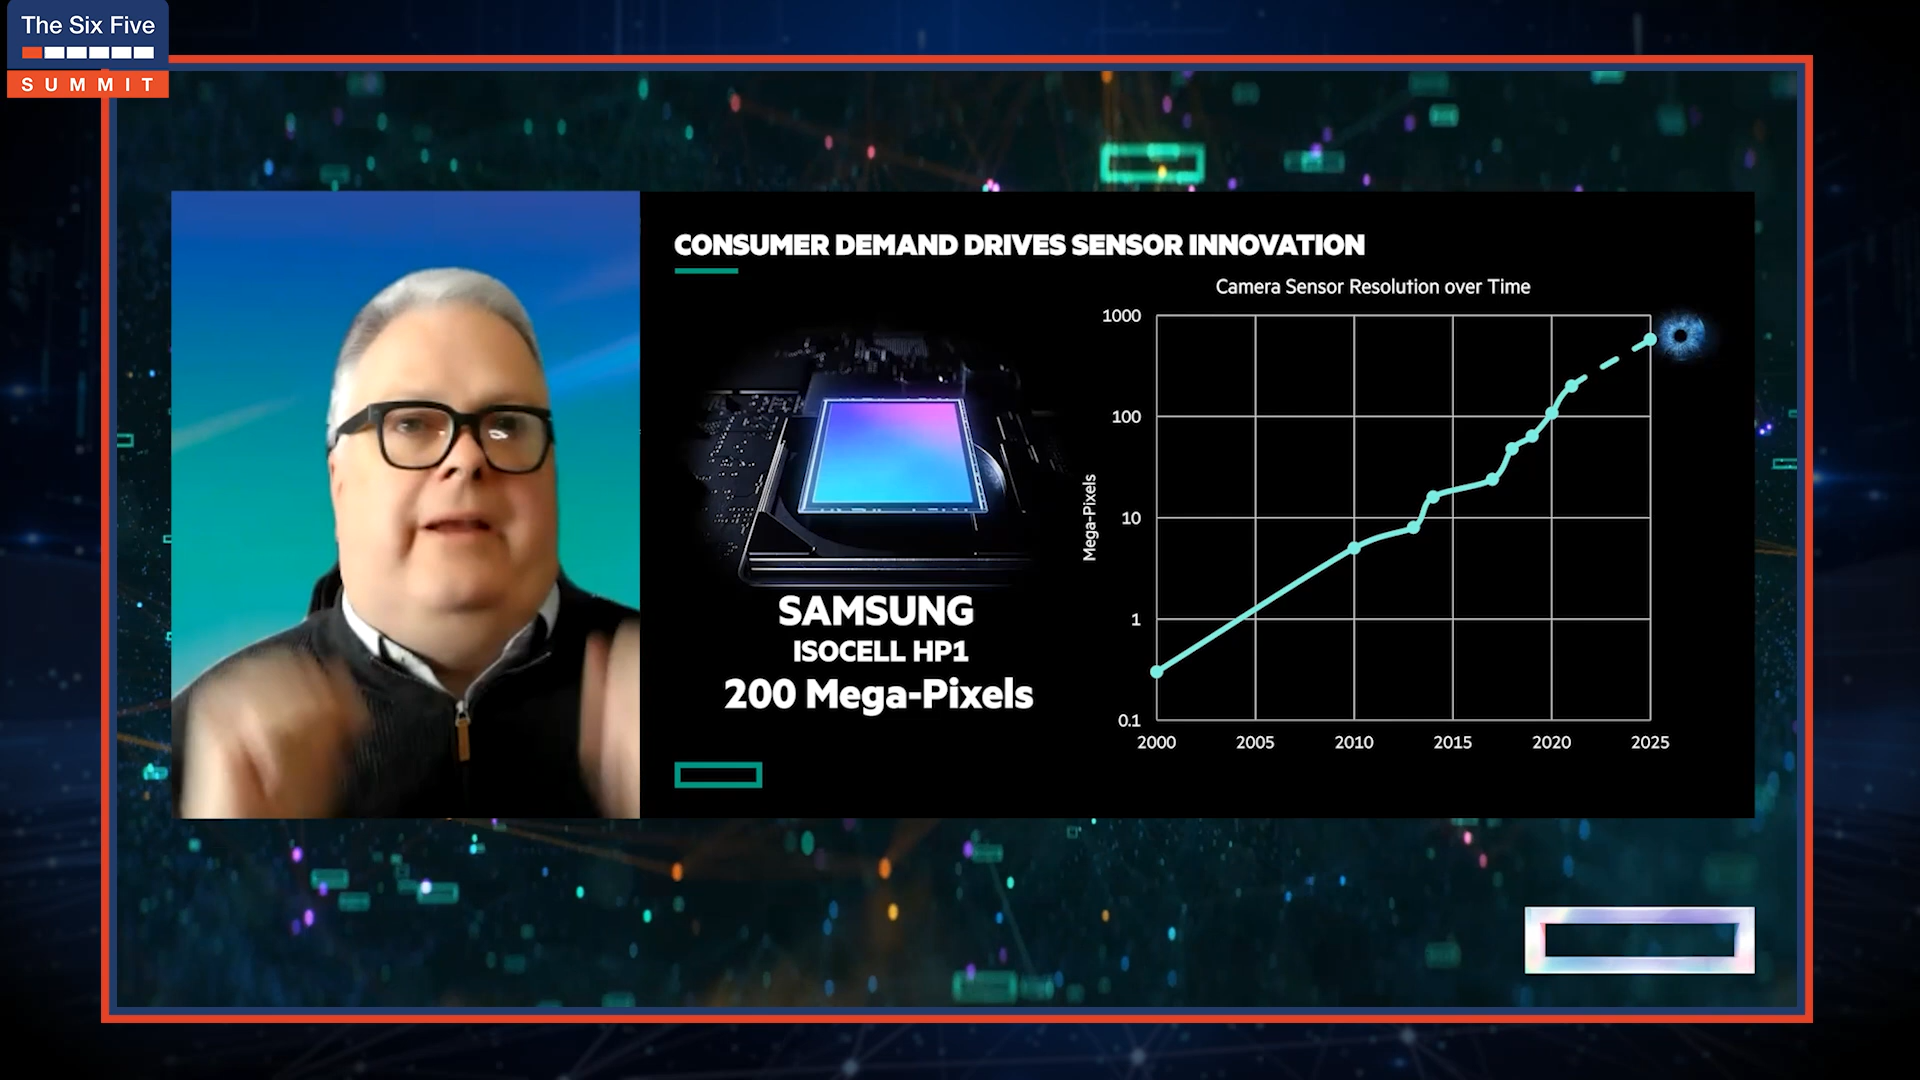 The Six Five
SUMMIT
CONSUMER DEMAND DRIVES SENSOR INNOVATION
Camera Sensor Resolution over Time
1000
100
10
1
0.1
Mega-Pixels
2000 2005 2010 2015 2020 2025
SAMSUNG
ISOCELL HP1
200 Mega-Pixels